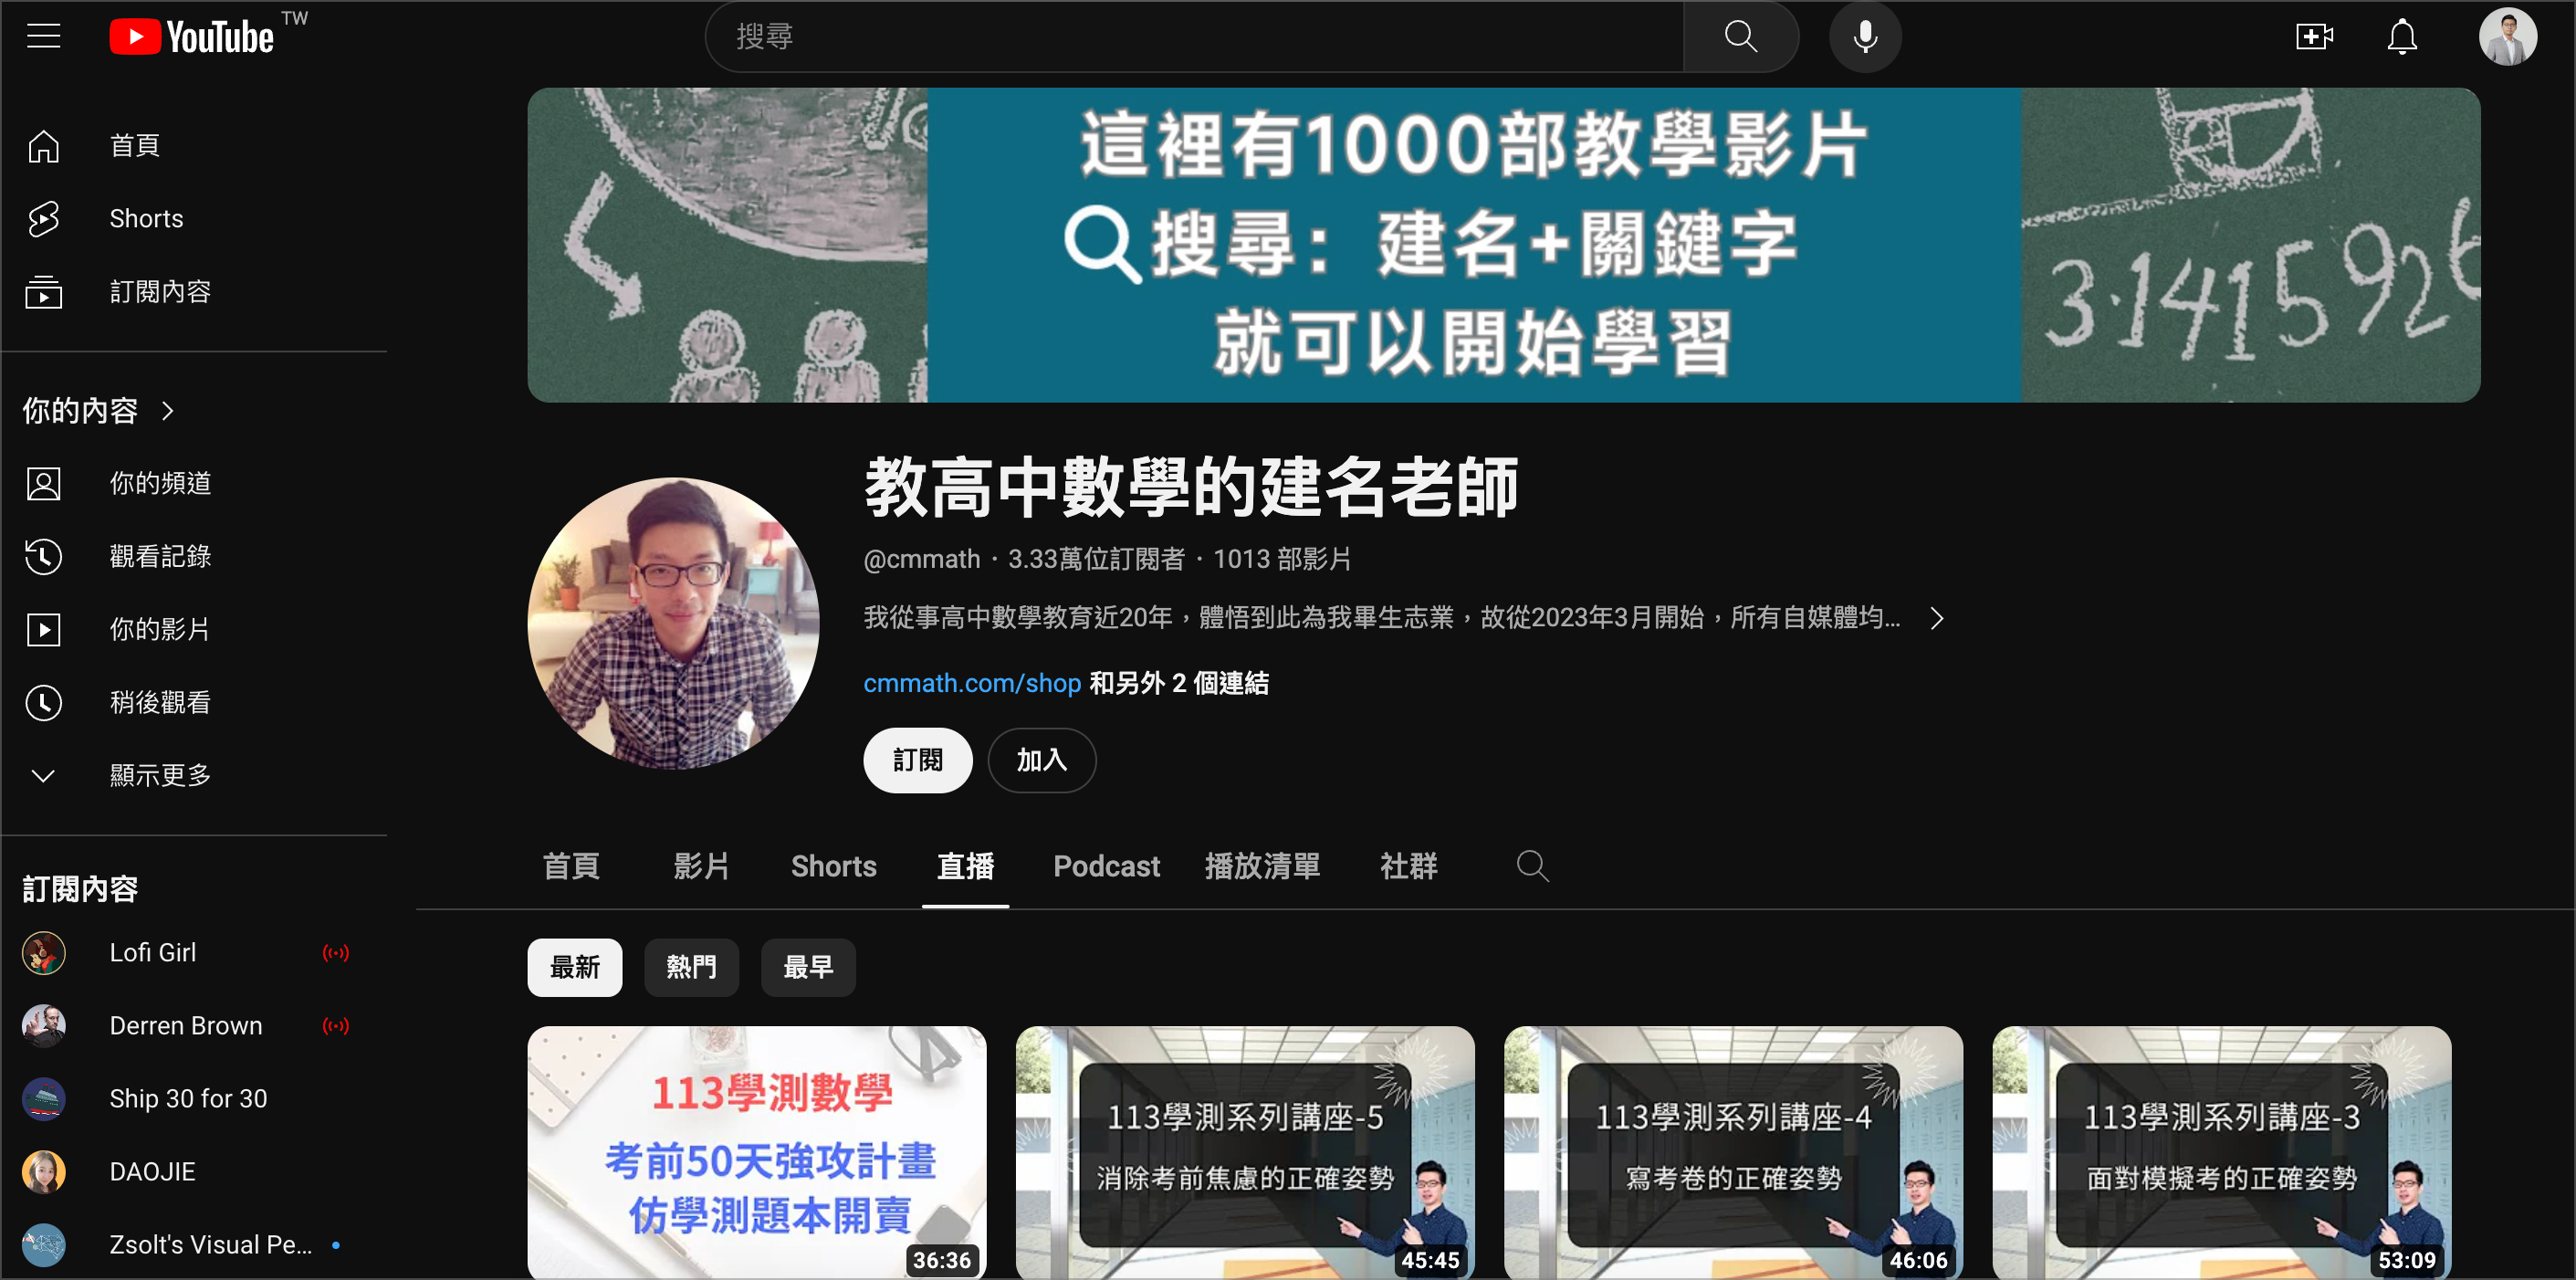 YouTube TW
搜尋
首頁
Shorts
訂閱內容
你的內容
你的頻道
觀看記錄
你的影片
稍後觀看
顯示更多
訂閱內容
Lofi Girl
Derren Brown
Ship 30 for 30
DAOJIE
Zsolt's Visual Pe...
這裡有1000部教學影片
搜尋：建名+關鍵字
就可以開始學習
3.141592
教高中數學的建名老師
@cmmath · 3.33萬位訂閱者 · 1013 部影片
我從事高中數學教育近20年，體悟到此為我畢生志業，故從2023年3月開始，所有自媒體均...
cmmath.com/shop 和另外 2 個連結
訂閱 加入
首頁 影片 Shorts 直播 Podcast 播放清單 社群
最新 熱門 最早
113學測數學
考前50天強攻計畫
仿學測題本開賣
36:36
113學測系列講座-5
消除考前焦慮的正確姿勢
45:45
113學測系列講座-4
寫考卷的正確姿勢
46:06
113學測系列講座-3
面對模擬考的正確姿勢
53:09